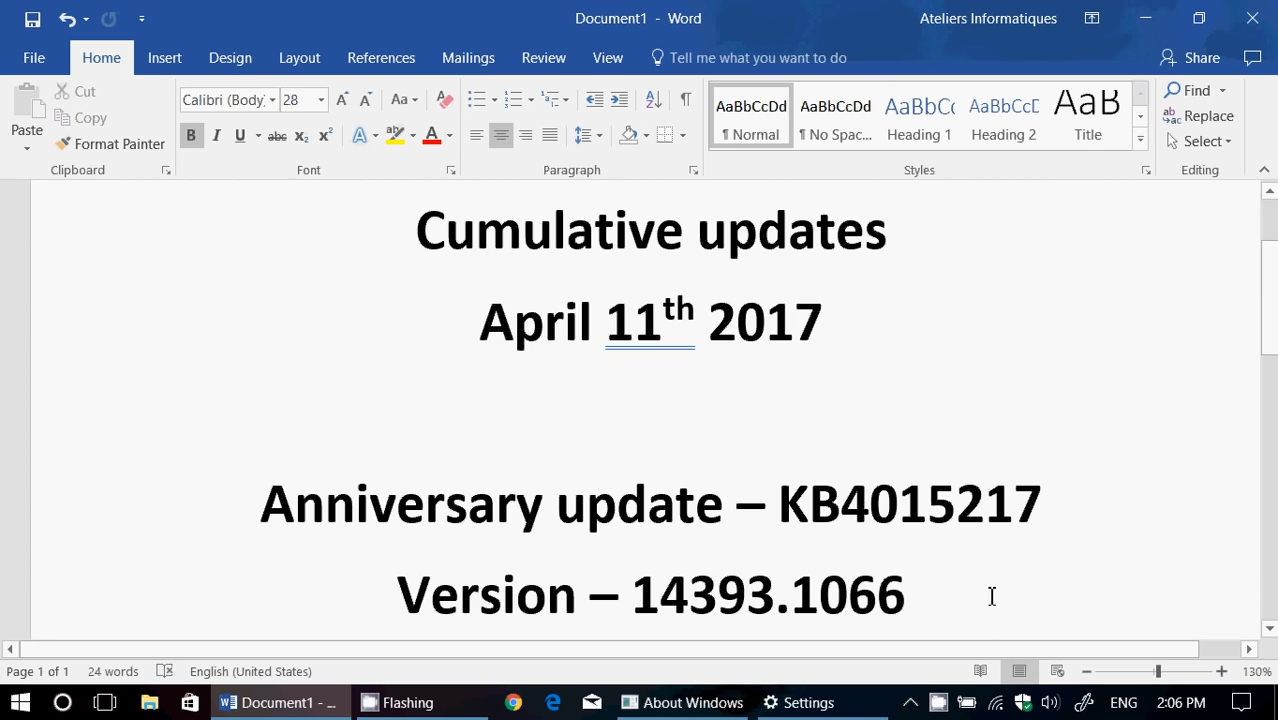 Document1 - Word
Ateliers Informatiques
File Home Insert Design Layout References Mailings Review View Tell me what you want to do Share
Paste
Cut
Copy
Format Painter
Clipboard
Calibri (Body) 28
Font
Paragraph
AaBbCcDd AaBbCcDd AaBbCc AaBbCcD AaB
¶ Normal ¶ No Spac... Heading 1 Heading 2 Title
Styles
Find
Replace
Select
Editing
Cumulative updates
April 11th 2017
Anniversary update – KB4015217
Version – 14393.1066
Page 1 of 1 24 words English (United States) 130%
Document1 - ... Flashing About Windows Settings ENG 2:06 PM